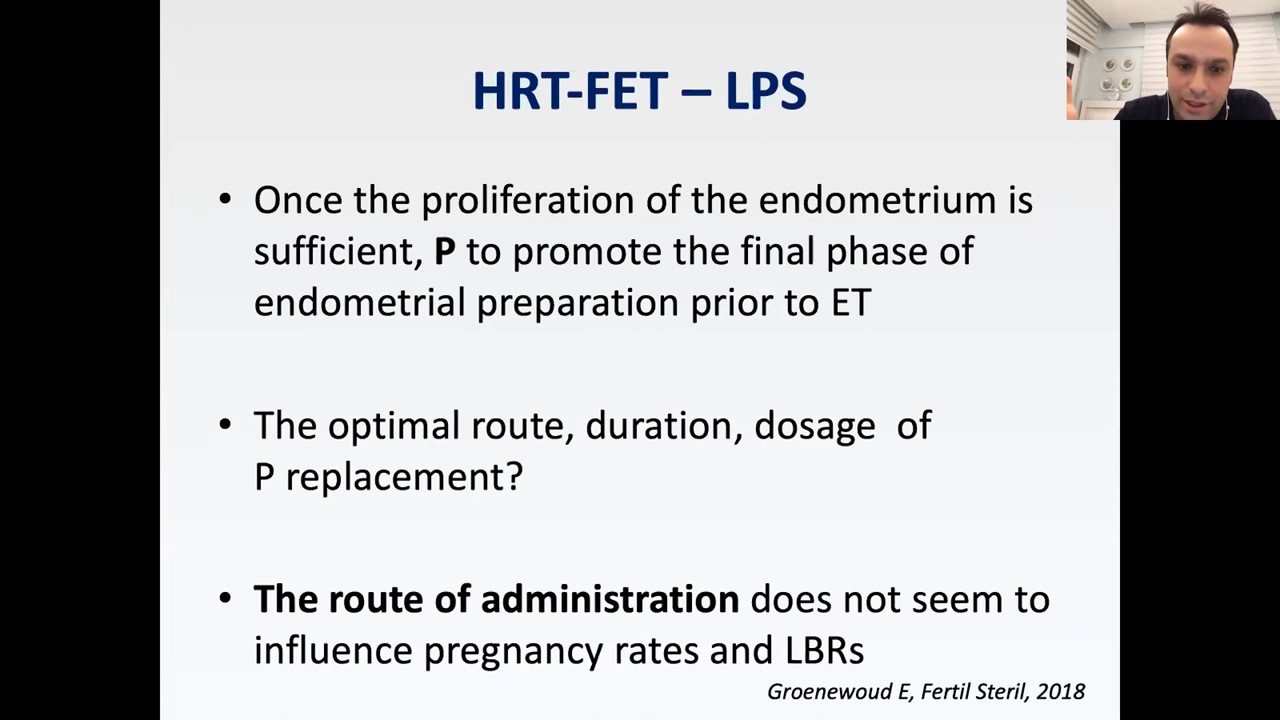 HRT-FET – LPS
• Once the proliferation of the endometrium is
sufficient, P to promote the final phase of
endometrial preparation prior to ET
• The optimal route, duration, dosage  of
P replacement?
• The route of administration does not seem to
influence pregnancy rates and LBRs
Groenewoud E, Fertil Steril, 2018